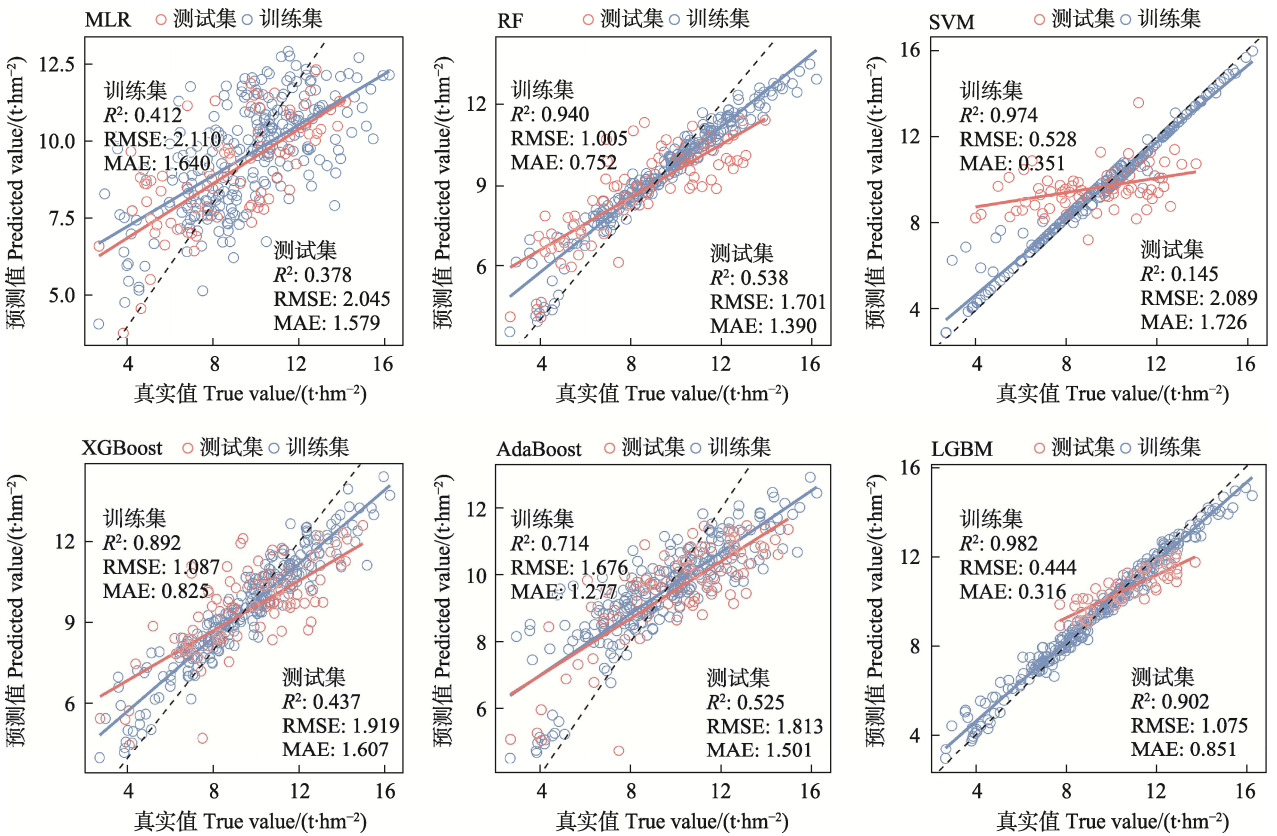 MLR ○ 测试集 ○ 训练集
12.5
10.0
7.5
5.0
训练集
R²: 0.412
RMSE: 2.110
MAE: 1.640
测试集
R²: 0.378
RMSE: 2.045
MAE: 1.579
4 8 12 16
预测值 Predicted value/(t·hm⁻²)
真实值 True value/(t·hm⁻²)
RF ○ 测试集 ○ 训练集
12
9
6
训练集
R²: 0.940
RMSE: 1.005
MAE: 0.752
测试集
R²: 0.538
RMSE: 1.701
MAE: 1.390
4 8 12 16
预测值 Predicted value/(t·hm⁻²)
真实值 True value/(t·hm⁻²)
SVM ○ 测试集 ○ 训练集
16
12
8
4
训练集
R²: 0.974
RMSE: 0.528
MAE: 0.351
测试集
R²: 0.145
RMSE: 2.089
MAE: 1.726
4 8 12 16
预测值 Predicted value/(t·hm⁻²)
真实值 True value/(t·hm⁻²)
XGBoost ○ 测试集 ○ 训练集
12
9
6
训练集
R²: 0.892
RMSE: 1.087
MAE: 0.825
测试集
R²: 0.437
RMSE: 1.919
MAE: 1.607
4 8 12 16
预测值 Predicted value/(t·hm⁻²)
真实值 True value/(t·hm⁻²)
AdaBoost ○ 测试集 ○ 训练集
12
10
8
6
训练集
R²: 0.714
RMSE: 1.676
MAE: 1.277
测试集
R²: 0.525
RMSE: 1.813
MAE: 1.501
4 8 12 16
预测值 Predicted value/(t·hm⁻²)
真实值 True value/(t·hm⁻²)
LGBM ○ 测试集 ○ 训练集
16
12
8
4
训练集
R²: 0.982
RMSE: 0.444
MAE: 0.316
测试集
R²: 0.902
RMSE: 1.075
MAE: 0.851
4 8 12 16
预测值 Predicted value/(t·hm⁻²)
真实值 True value/(t·hm⁻²)